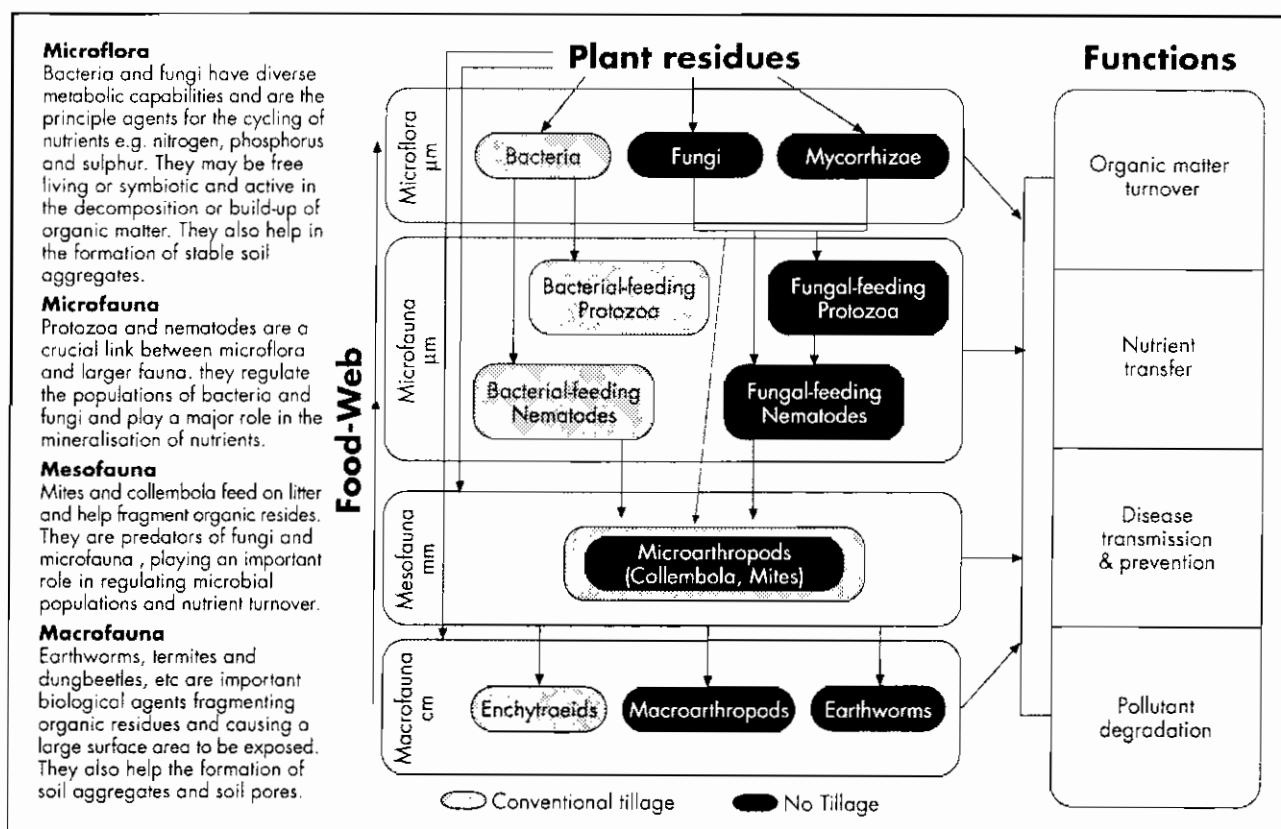 Microflora
Bacteria and fungi have diverse
metabolic capabilities and are the
principle agents for the cycling of
nutrients e.g. nitrogen, phosphorus
and sulphur. They may be free
living or symbiotic and active in
the decomposition or build-up of
organic matter. They also help in
the formation of stable soil
aggregates.
Microfauna
Protozoa and nematodes are a
crucial link between microflora
and larger fauna. they regulate
the populations of bacteria and
fungi and play a major role in the
mineralisation of nutrients.
Mesofauna
Mites and collembola feed on litter
and help fragment organic resides.
They are predators of fungi and
microfauna , playing an important
role in regulating microbial
populations and nutrient turnover.
Macrofauna
Earthworms, termites and
dungbeetles, etc are important
biological agents fragmenting
organic residues and causing a
large surface area to be exposed.
They also help the formation of
soil aggregates and soil pores.
Food-Web
Plant residues
Microflora
µm
Bacteria
Fungi
Mycorrhizae
Microfauna
µm
Bacterial-feeding
Protozoa
Fungal-feeding
Protozoa
Bacterial-feeding
Nematodes
Fungal-feeding
Nematodes
Mesofauna
mm
Microarthropods
(Collembola, Mites)
Macrofauna
cm
Enchytraeids
Macroarthropods
Earthworms
Conventional tillage
No Tillage
Functions
Organic matter
turnover
Nutrient
transfer
Disease
transmission
& prevention
Pollutant
degradation